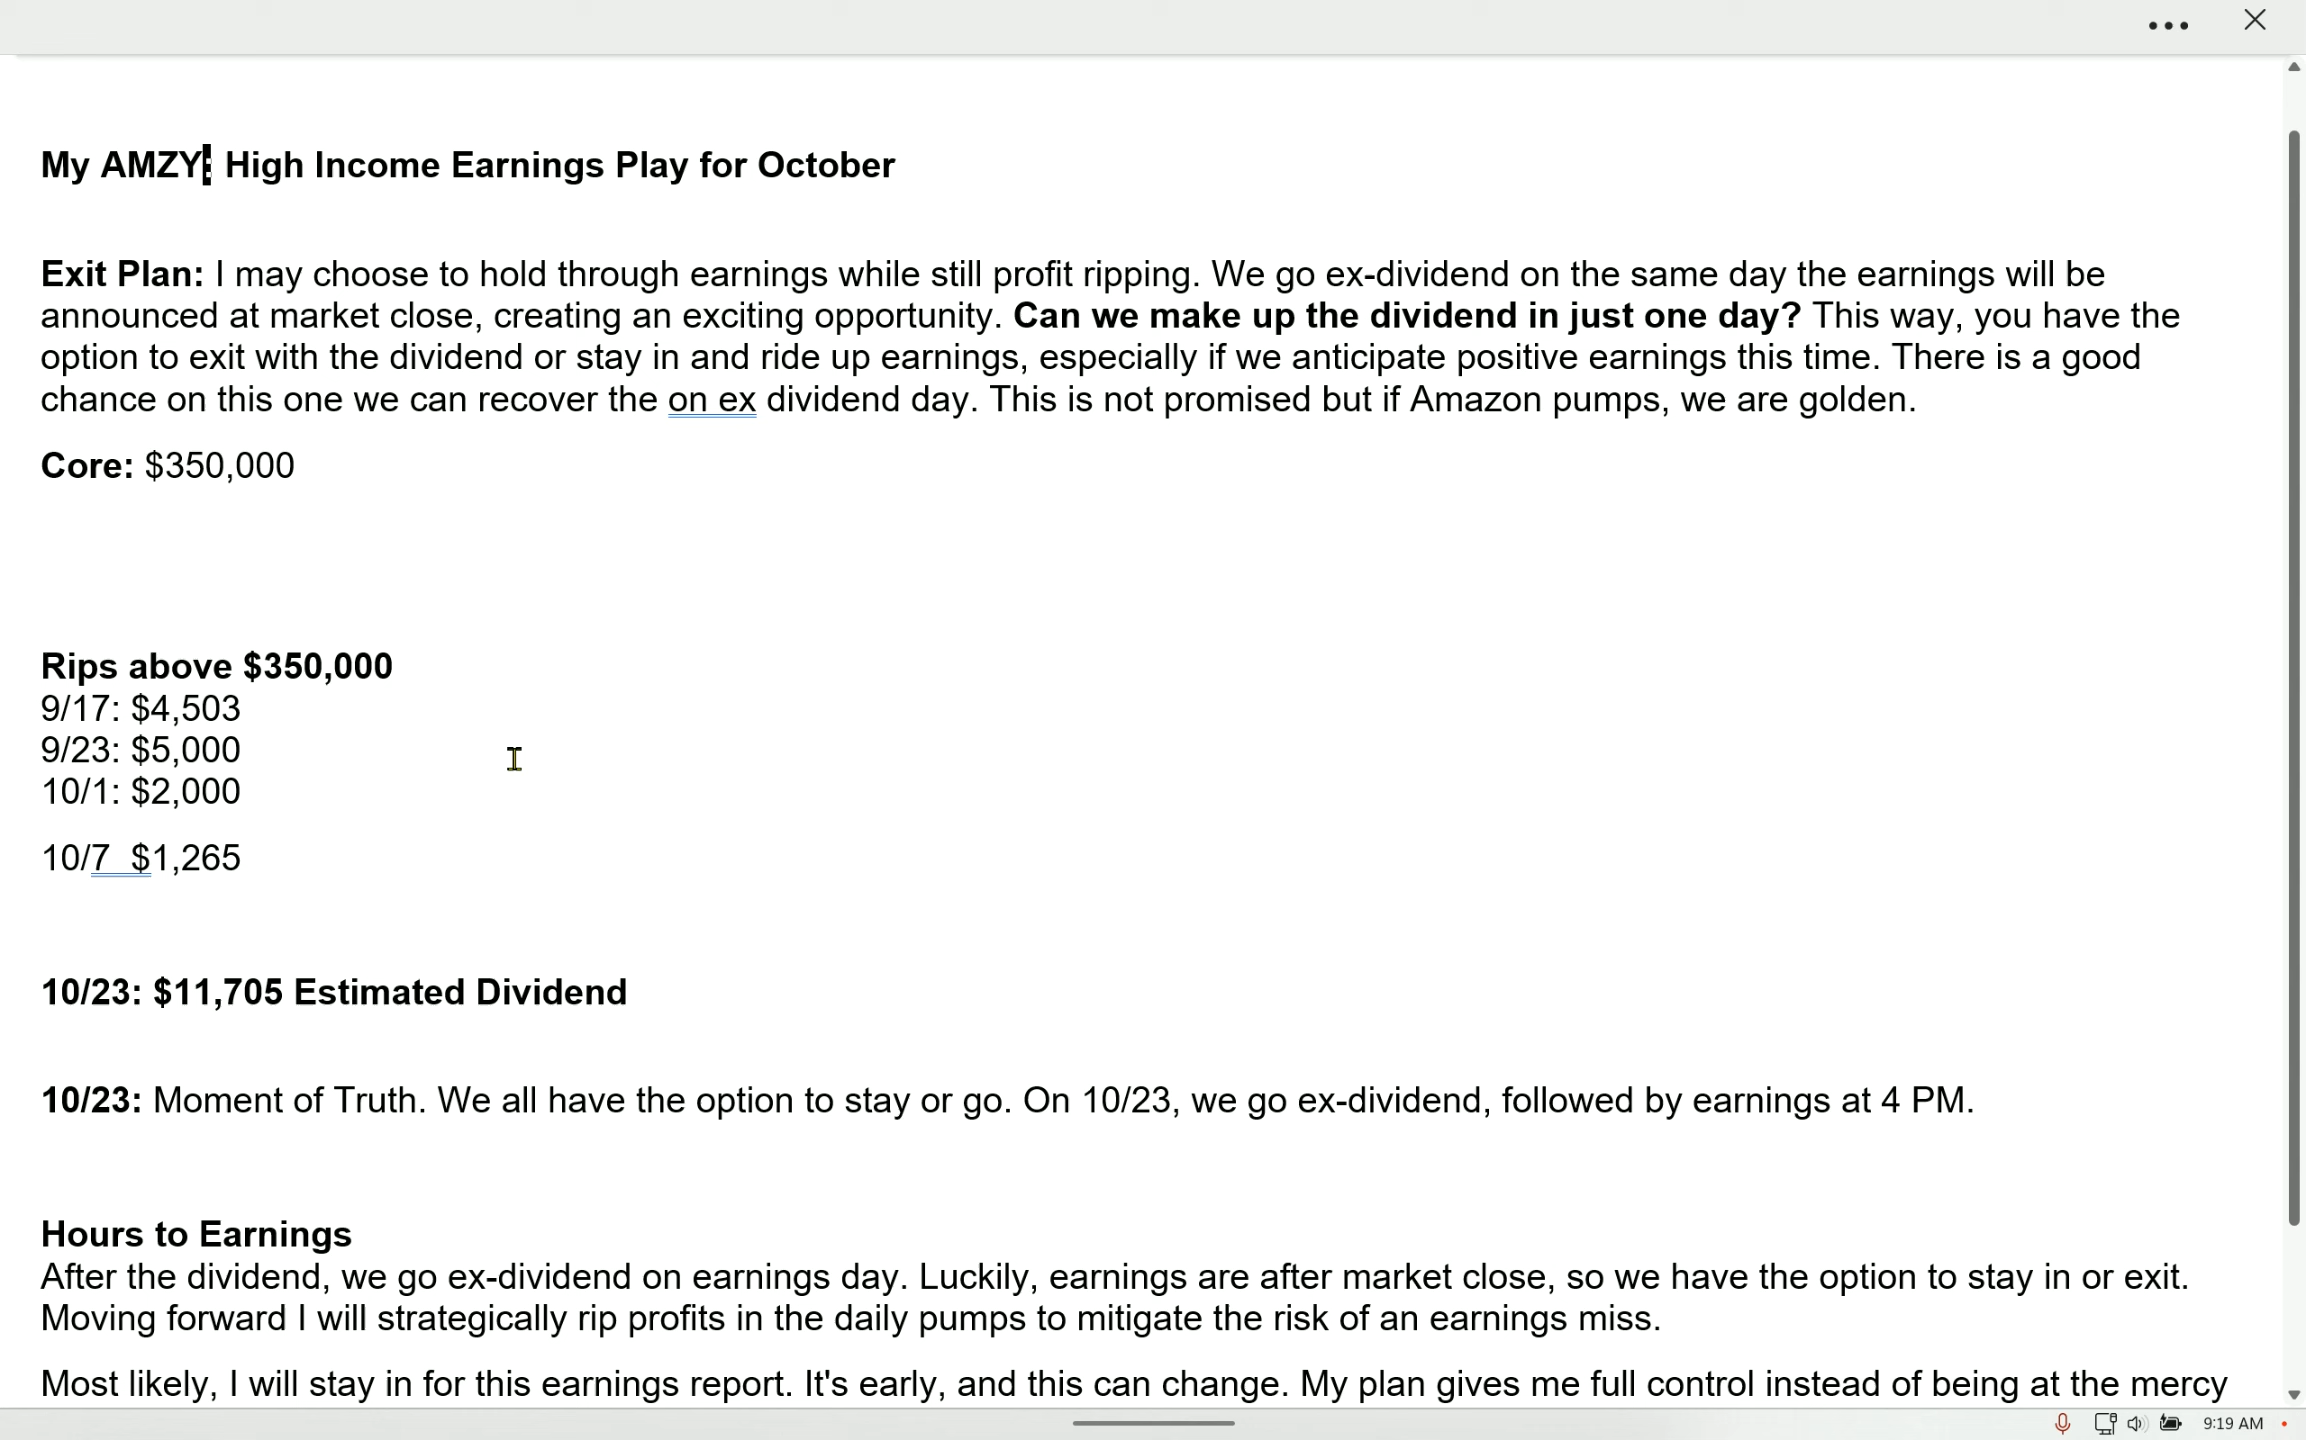 My AMZY: High Income Earnings Play for October
Exit Plan: I may choose to hold through earnings while still profit ripping. We go ex-dividend on the same day the earnings will be
announced at market close, creating an exciting opportunity. Can we make up the dividend in just one day? This way, you have the
option to exit with the dividend or stay in and ride up earnings, especially if we anticipate positive earnings this time. There is a good
chance on this one we can recover the on ex dividend day. This is not promised but if Amazon pumps, we are golden.
Core: $350,000
Rips above $350,000
9/17: $4,503
9/23: $5,000
10/1: $2,000
10/7  $1,265
10/23: $11,705 Estimated Dividend
10/23: Moment of Truth. We all have the option to stay or go. On 10/23, we go ex-dividend, followed by earnings at 4 PM.
Hours to Earnings
After the dividend, we go ex-dividend on earnings day. Luckily, earnings are after market close, so we have the option to stay in or exit.
Moving forward I will strategically rip profits in the daily pumps to mitigate the risk of an earnings miss.
Most likely, I will stay in for this earnings report. It's early, and this can change. My plan gives me full control instead of being at the mercy
9:19 AM